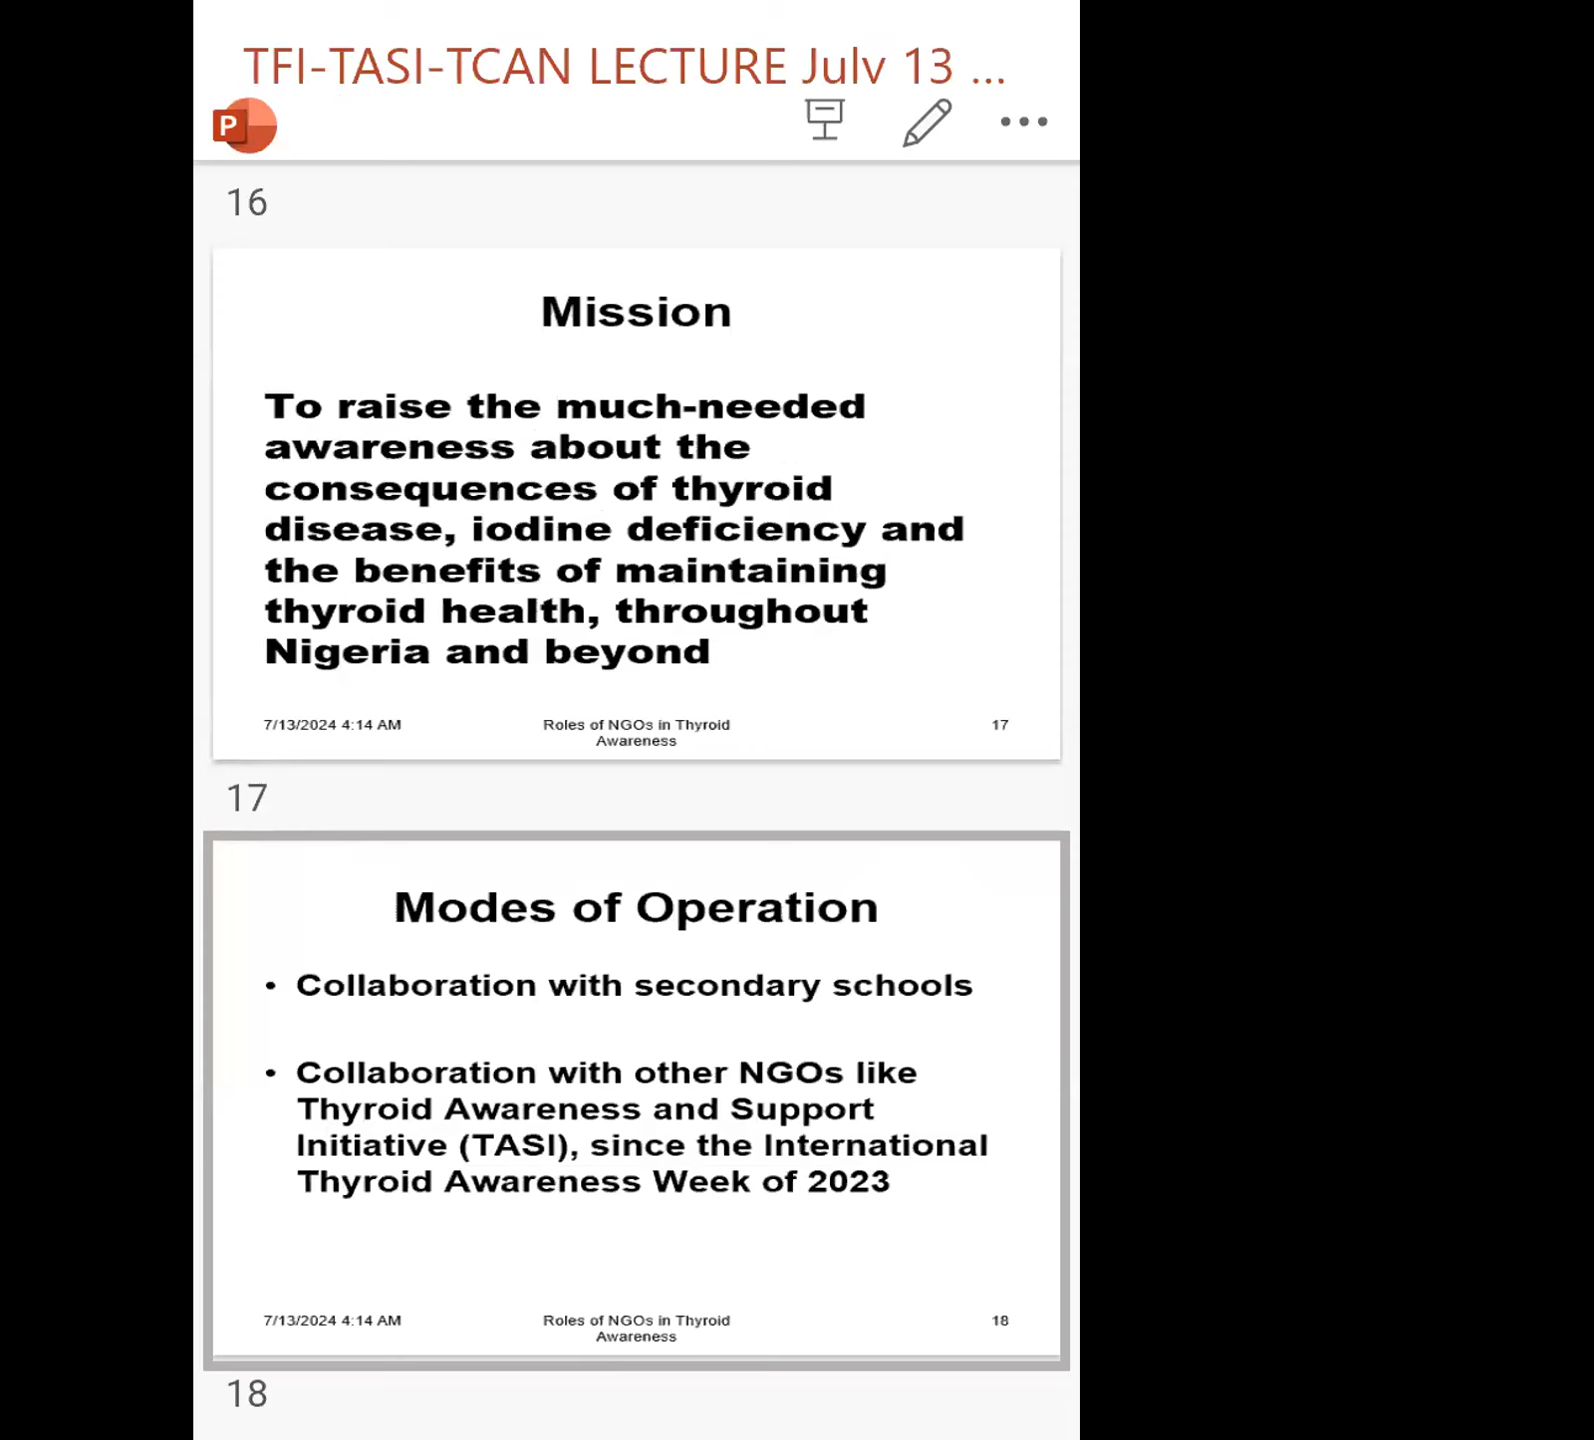 TFI-TASI-TCAN LECTURE July 13 ...
P
16
Mission
To raise the much-needed
awareness about the
consequences of thyroid
disease, iodine deficiency and
the benefits of maintaining
thyroid health, throughout
Nigeria and beyond
7/13/2024 4:14 AM
Roles of NGOs in Thyroid
Awareness
17
17
Modes of Operation
• Collaboration with secondary schools
• Collaboration with other NGOs like
Thyroid Awareness and Support
Initiative (TASI), since the International
Thyroid Awareness Week of 2023
7/13/2024 4:14 AM
Roles of NGOs in Thyroid
Awareness
18
18